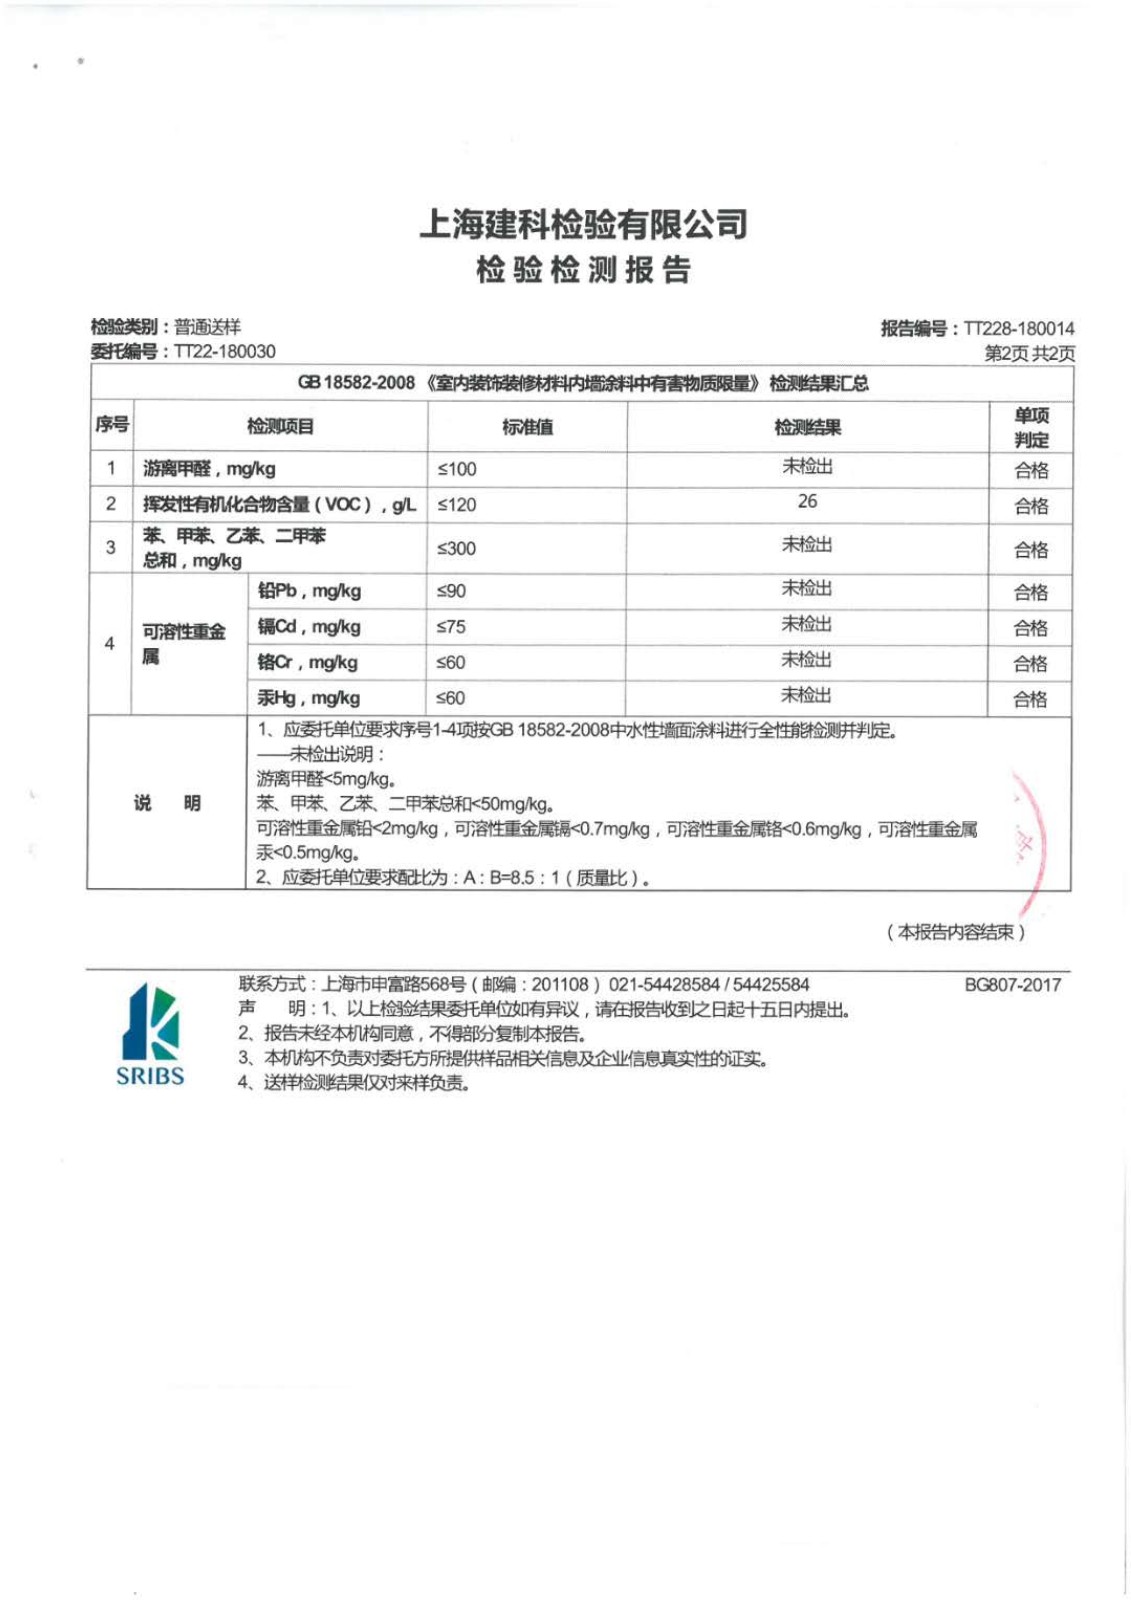 上海建科检验有限公司
检验检测报告
检验类别：普通送样
报告编号：TT228-180014
委托编号：TT22-180030
第2页 共2页
GB 18582-2008 《室内装饰装修材料内墙涂料中有害物质限量》 检测结果汇总
序号 检测项目 标准值 检测结果 单项判定
1 游离甲醛，mg/kg ≤100 未检出 合格
2 挥发性有机化合物含量（VOC），g/L ≤120 26 合格
3 苯、甲苯、乙苯、二甲苯
总和，mg/kg ≤300 未检出 合格
4 可溶性重金属 铅Pb，mg/kg ≤90 未检出 合格
镉Cd，mg/kg ≤75 未检出 合格
铬Cr，mg/kg ≤60 未检出 合格
汞Hg，mg/kg ≤60 未检出 合格
说 明
1、应委托单位要求序号1-4项按GB 18582-2008中水性墙面涂料进行全性能检测并判定。
——未检出说明：
游离甲醛<5mg/kg。
苯、甲苯、乙苯、二甲苯总和<50mg/kg。
可溶性重金属铅<2mg/kg，可溶性重金属镉<0.7mg/kg，可溶性重金属铬<0.6mg/kg，可溶性重金属
汞<0.5mg/kg。
2、应委托单位要求配比为：A：B=8.5：1（质量比）。
（本报告内容结束）
SRIBS
联系方式：上海市申富路568号（邮编：201108） 021-54428584 / 54425584
BG807-2017
声 明：1、以上检验结果委托单位如有异议，请在报告收到之日起十五日内提出。
2、报告未经本机构同意，不得部分复制本报告。
3、本机构不负责对委托方所提供样品相关信息及企业信息真实性的证实。
4、送样检测结果仅对来样负责。